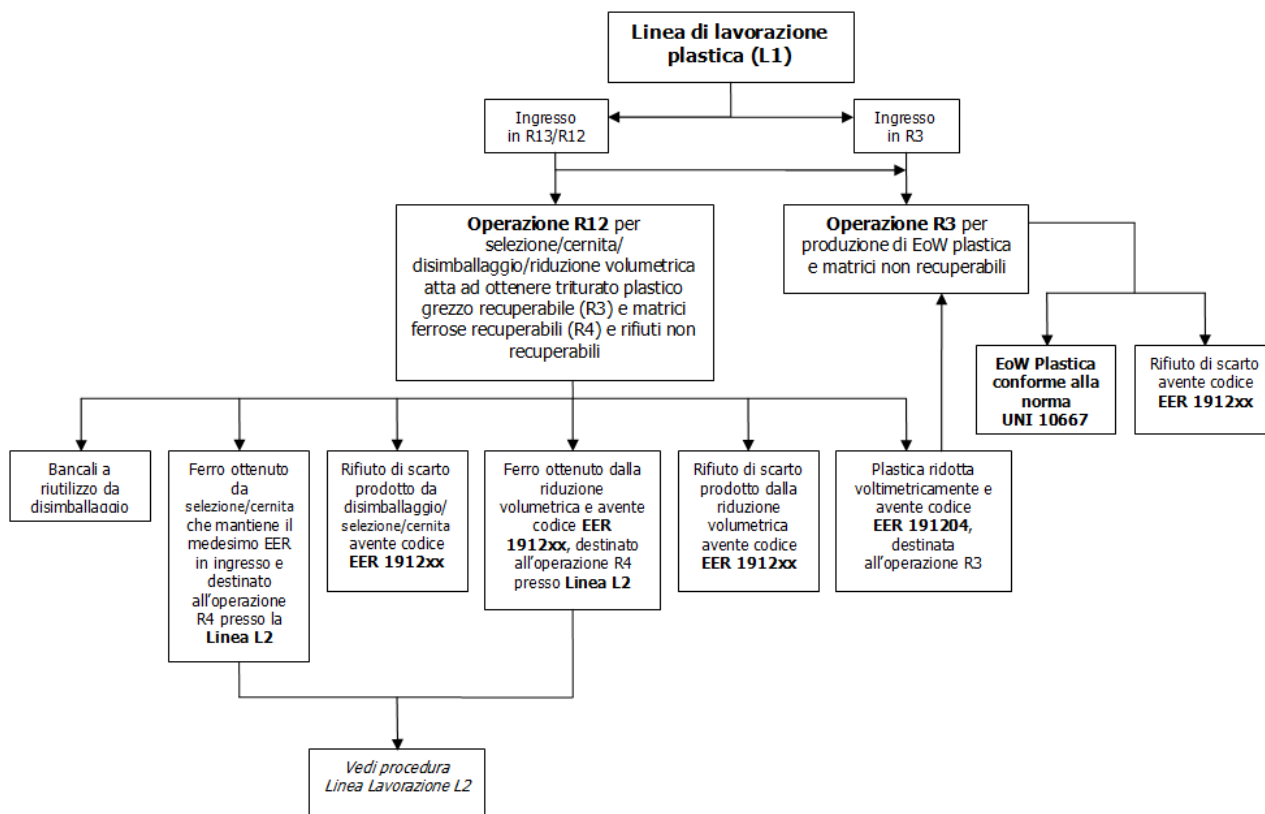 Linea di lavorazione
plastica (L1)
Ingresso
in R13/R12
Ingresso
in R3
Operazione R12 per
selezione/cernita/
disimballaggio/riduzione volumetrica
atta ad ottenere triturato plastico
grezzo recuperabile (R3) e matrici
ferrose recuperabili (R4) e rifiuti non
recuperabili
Operazione R3 per
produzione di EoW plastica
e matrici non recuperabili
EoW Plastica
conforme alla
norma
UNI 10667
Rifiuto di scarto
avente codice
EER 1912xx
Bancali a
riutilizzo da
disimballaggio
Ferro ottenuto
da
selezione/cernita
che mantiene il
medesimo EER
in ingresso e
destinato
all'operazione
R4 presso la
Linea L2
Rifiuto di scarto
prodotto da
disimballaggio/
selezione/cernita
avente codice
EER 1912xx
Ferro ottenuto dalla
riduzione
volumetrica e avente
codice EER
1912xx, destinato
all'operazione R4
presso Linea L2
Rifiuto di scarto
prodotto dalla
riduzione
volumetrica
avente codice
EER 1912xx
Plastica ridotta
voltimetricamente e
avente codice
EER 191204,
destinata
all'operazione R3
Vedi procedura
Linea Lavorazione L2